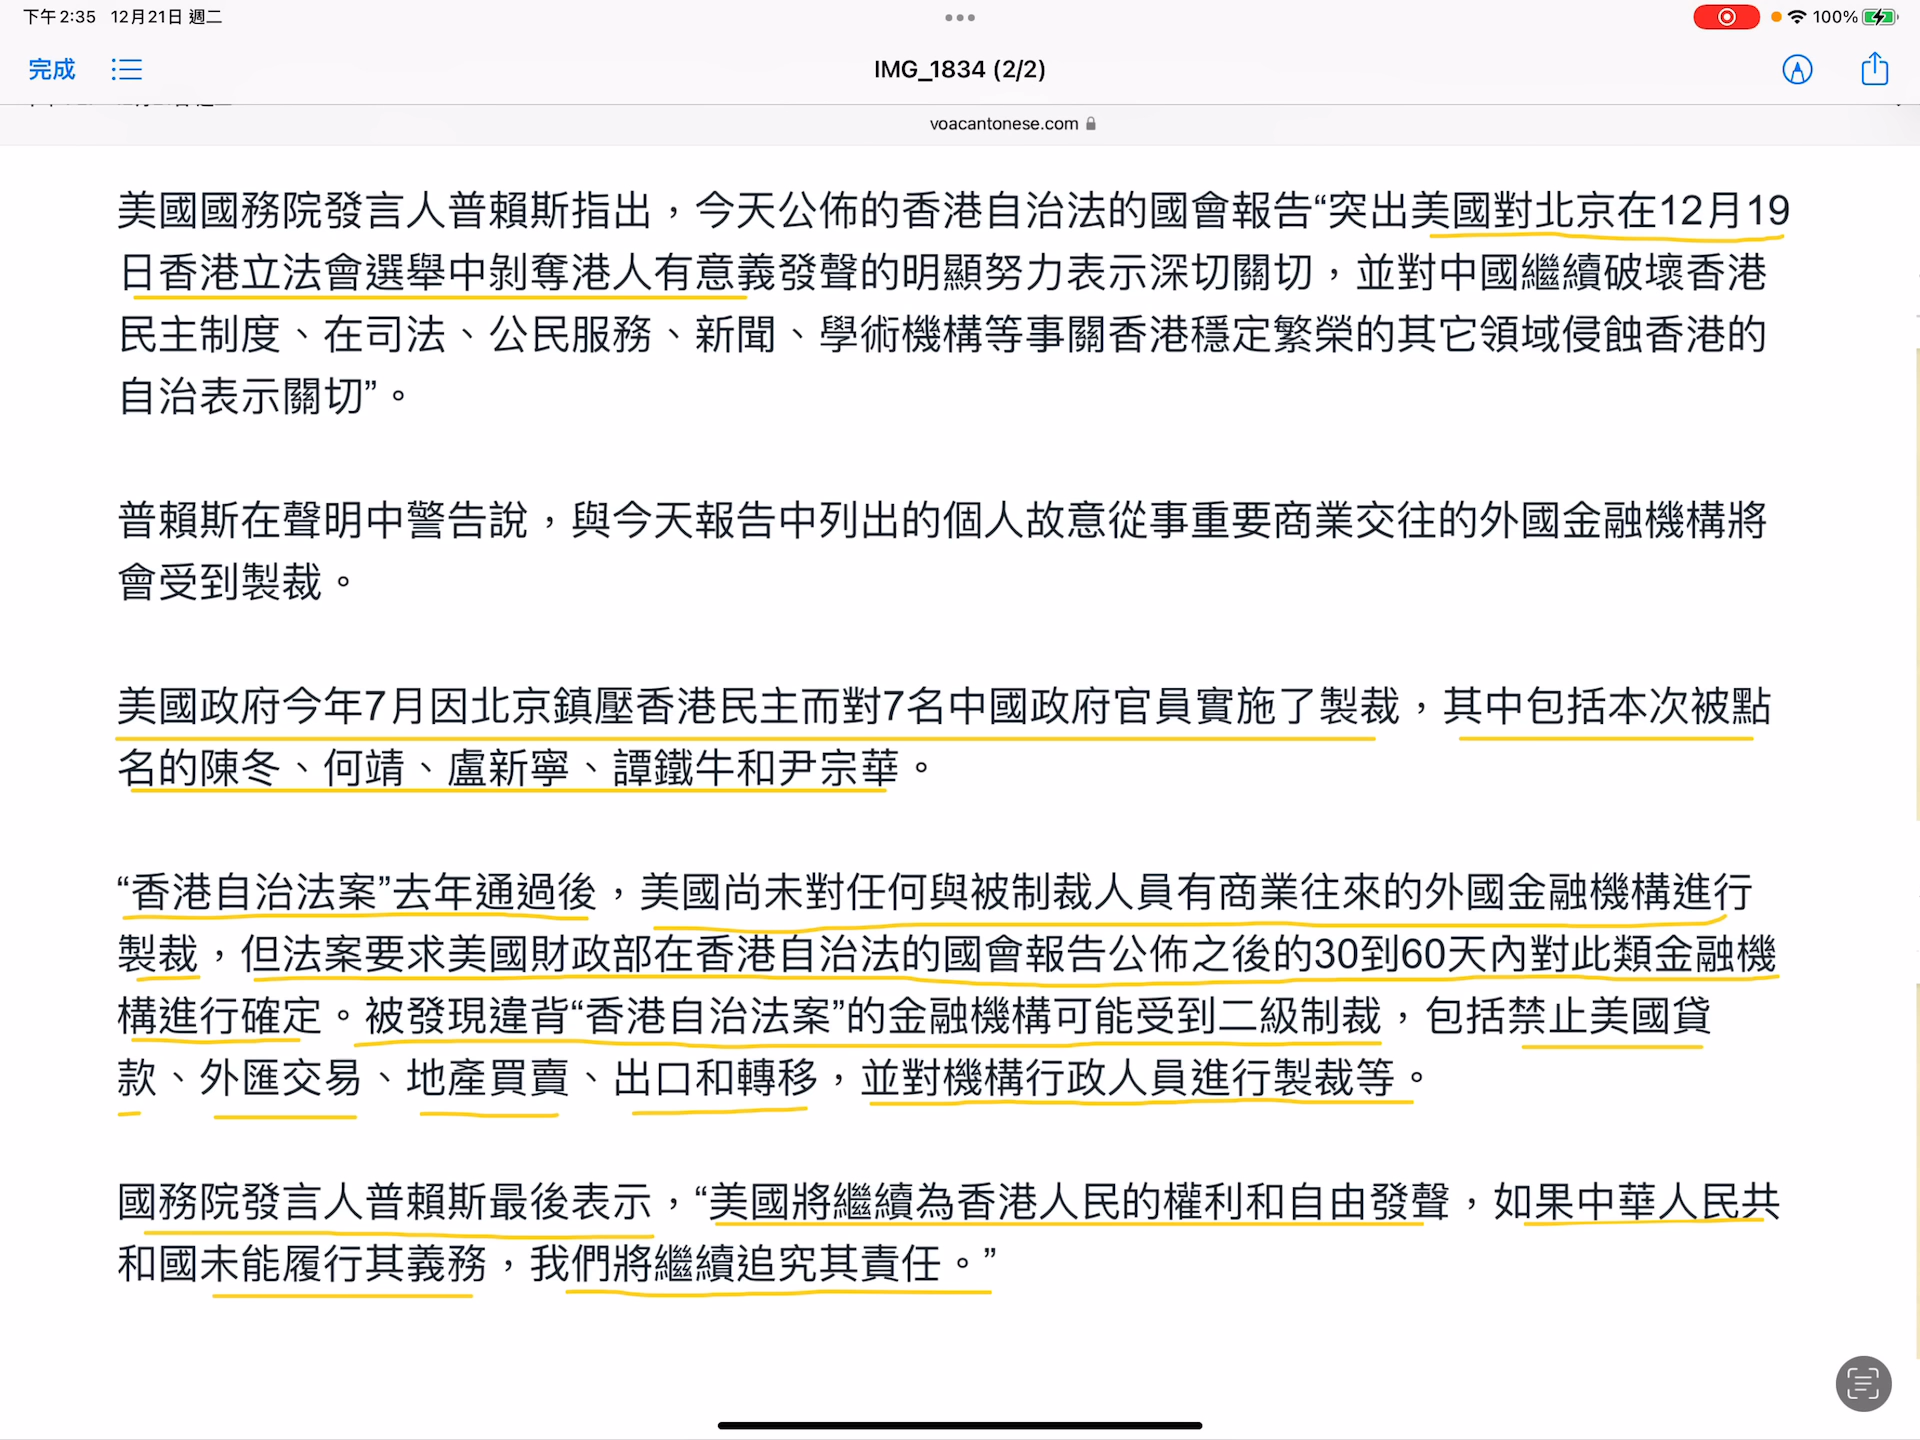 下午2:35 12月21日 週二
100%
完成
IMG_1834 (2/2)
voacantonese.com
美國國務院發言人普賴斯指出，今天公佈的香港自治法的國會報告“突出美國對北京在12月19
日香港立法會選舉中剝奪港人有意義發聲的明顯努力表示深切關切，並對中國繼續破壞香港
民主制度、在司法、公民服務、新聞、學術機構等事關香港穩定繁榮的其它領域侵蝕香港的
自治表示關切”。
普賴斯在聲明中警告說，與今天報告中列出的個人故意從事重要商業交往的外國金融機構將
會受到製裁。
美國政府今年7月因北京鎮壓香港民主而對7名中國政府官員實施了製裁，其中包括本次被點
名的陳冬、何靖、盧新寧、譚鐵牛和尹宗華。
“香港自治法案”去年通過後，美國尚未對任何與被制裁人員有商業往來的外國金融機構進行
製裁，但法案要求美國財政部在香港自治法的國會報告公佈之後的30到60天內對此類金融機
構進行確定。被發現違背“香港自治法案”的金融機構可能受到二級制裁，包括禁止美國貸
款、外匯交易、地產買賣、出口和轉移，並對機構行政人員進行製裁等。
國務院發言人普賴斯最後表示，“美國將繼續為香港人民的權利和自由發聲，如果中華人民共
和國未能履行其義務，我們將繼續追究其責任。”